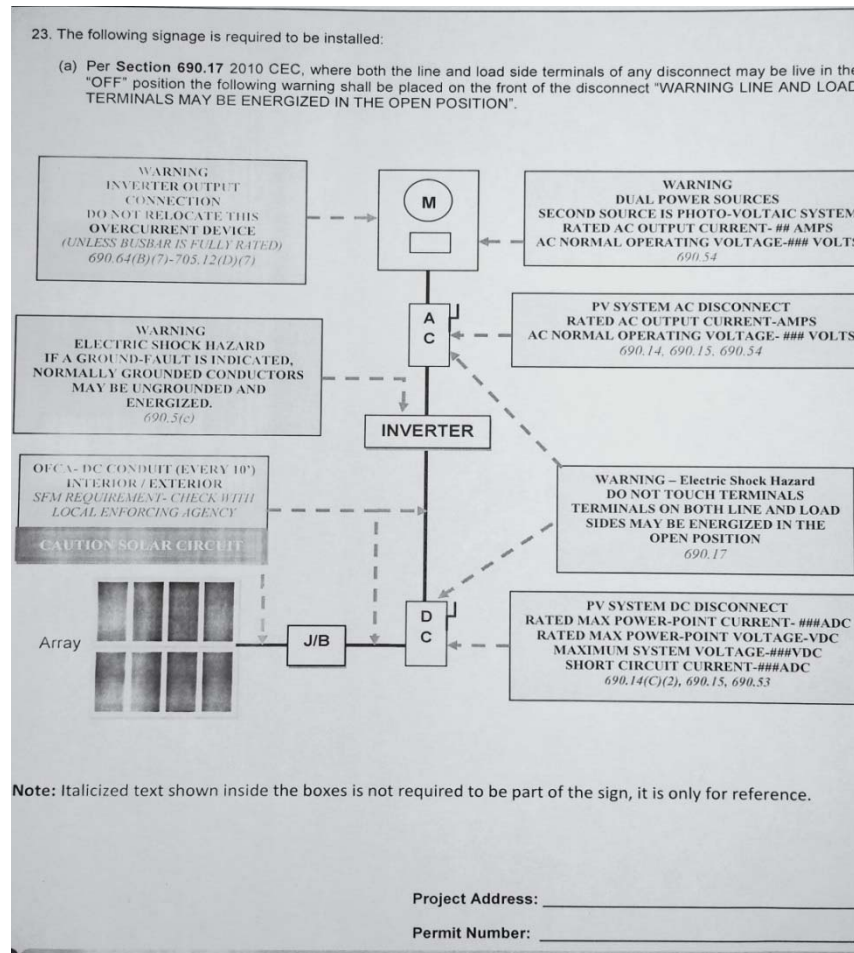 23. The following signage is required to be installed:
(a) Per Section 690.17 2010 CEC, where both the line and load side terminals of any disconnect may be live in the
"OFF" position the following warning shall be placed on the front of the disconnect "WARNING LINE AND LOAD
TERMINALS MAY BE ENERGIZED IN THE OPEN POSITION".
WARNING
INVERTER OUTPUT
CONNECTION
DO NOT RELOCATE THIS
OVERCURRENT DEVICE
(UNLESS BUSBAR IS FULLY RATED)
690.64(B)(7)-705.12(D)(7)
M
WARNING
DUAL POWER SOURCES
SECOND SOURCE IS PHOTO-VOLTAIC SYSTEM
RATED AC OUTPUT CURRENT- ## AMPS
AC NORMAL OPERATING VOLTAGE-### VOLTS
690.54
A
C
PV SYSTEM AC DISCONNECT
RATED AC OUTPUT CURRENT-AMPS
AC NORMAL OPERATING VOLTAGE- ### VOLTS
690.14, 690.15, 690.54
WARNING
ELECTRIC SHOCK HAZARD
IF A GROUND-FAULT IS INDICATED,
NORMALLY GROUNDED CONDUCTORS
MAY BE UNGROUNDED AND
ENERGIZED.
690.5(c)
INVERTER
OFCA- DC CONDUIT (EVERY 10')
INTERIOR / EXTERIOR
SFM REQUIREMENT- CHECK WITH
LOCAL ENFORCING AGENCY
CAUTION SOLAR CIRCUIT
WARNING – Electric Shock Hazard
DO NOT TOUCH TERMINALS
TERMINALS ON BOTH LINE AND LOAD
SIDES MAY BE ENERGIZED IN THE
OPEN POSITION
690.17
Array
J/B
D
C
PV SYSTEM DC DISCONNECT
RATED MAX POWER-POINT CURRENT- ###ADC
RATED MAX POWER-POINT VOLTAGE-VDC
MAXIMUM SYSTEM VOLTAGE-###VDC
SHORT CIRCUIT CURRENT-###ADC
690.14(C)(2), 690.15, 690.53
Note: Italicized text shown inside the boxes is not required to be part of the sign, it is only for reference.
Project Address:
Permit Number: